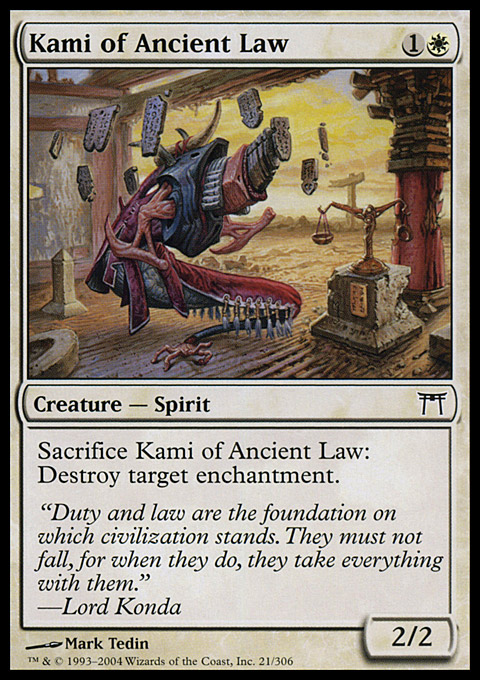 Kami of Ancient Law 1
Creature — Spirit
Sacrifice Kami of Ancient Law:
Destroy target enchantment.
“Duty and law are the foundation on
which civilization stands. They must not
fall, for when they do, they take everything
with them.”
—Lord Konda
Mark Tedin
2/2
™ & © 1993–2004 Wizards of the Coast, Inc. 21/306